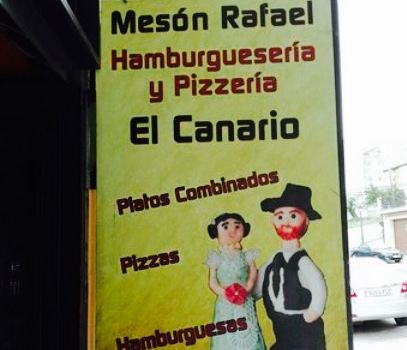 Mesón Rafael
Hamburguesería
y Pizzería
El Canario
Platos Combinados
Pizzas
Hamburguesas